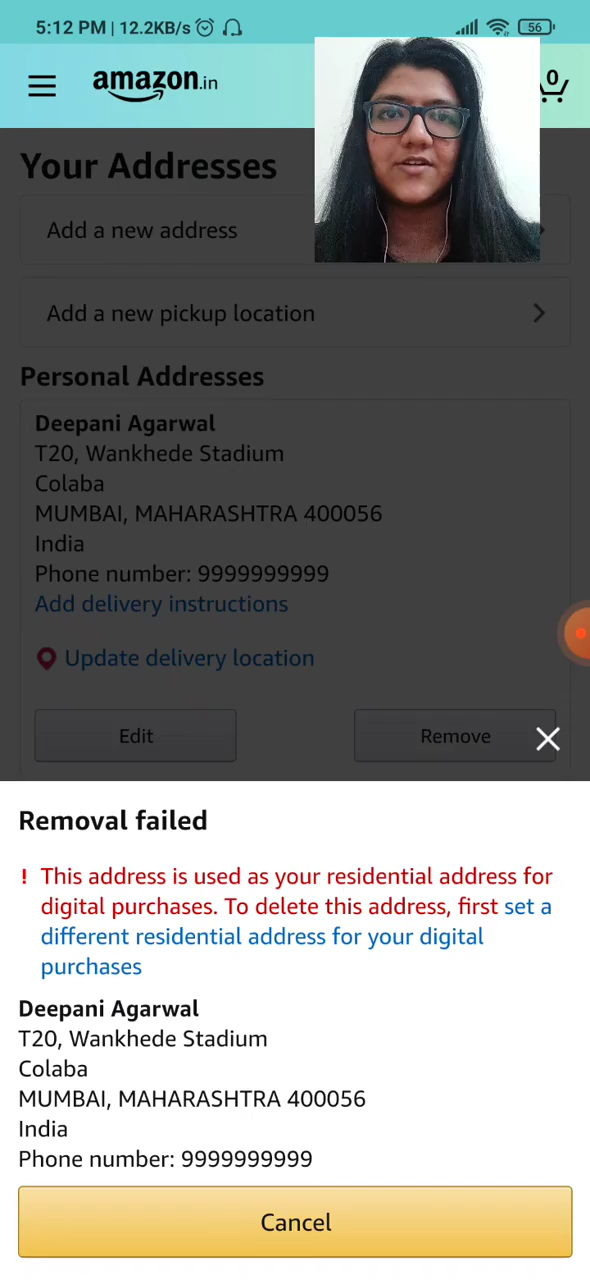 5:12 PM | 12.2KB/s
56
amazon.in
0
Your Addresses
Add a new address
Add a new pickup location
Personal Addresses
Deepani Agarwal
T20, Wankhede Stadium
Colaba
MUMBAI, MAHARASHTRA 400056
India
Phone number: 9999999999
Add delivery instructions
Update delivery location
Edit
Remove
Removal failed
! This address is used as your residential address for
digital purchases. To delete this address, first set a
different residential address for your digital
purchases
Deepani Agarwal
T20, Wankhede Stadium
Colaba
MUMBAI, MAHARASHTRA 400056
India
Phone number: 9999999999
Cancel